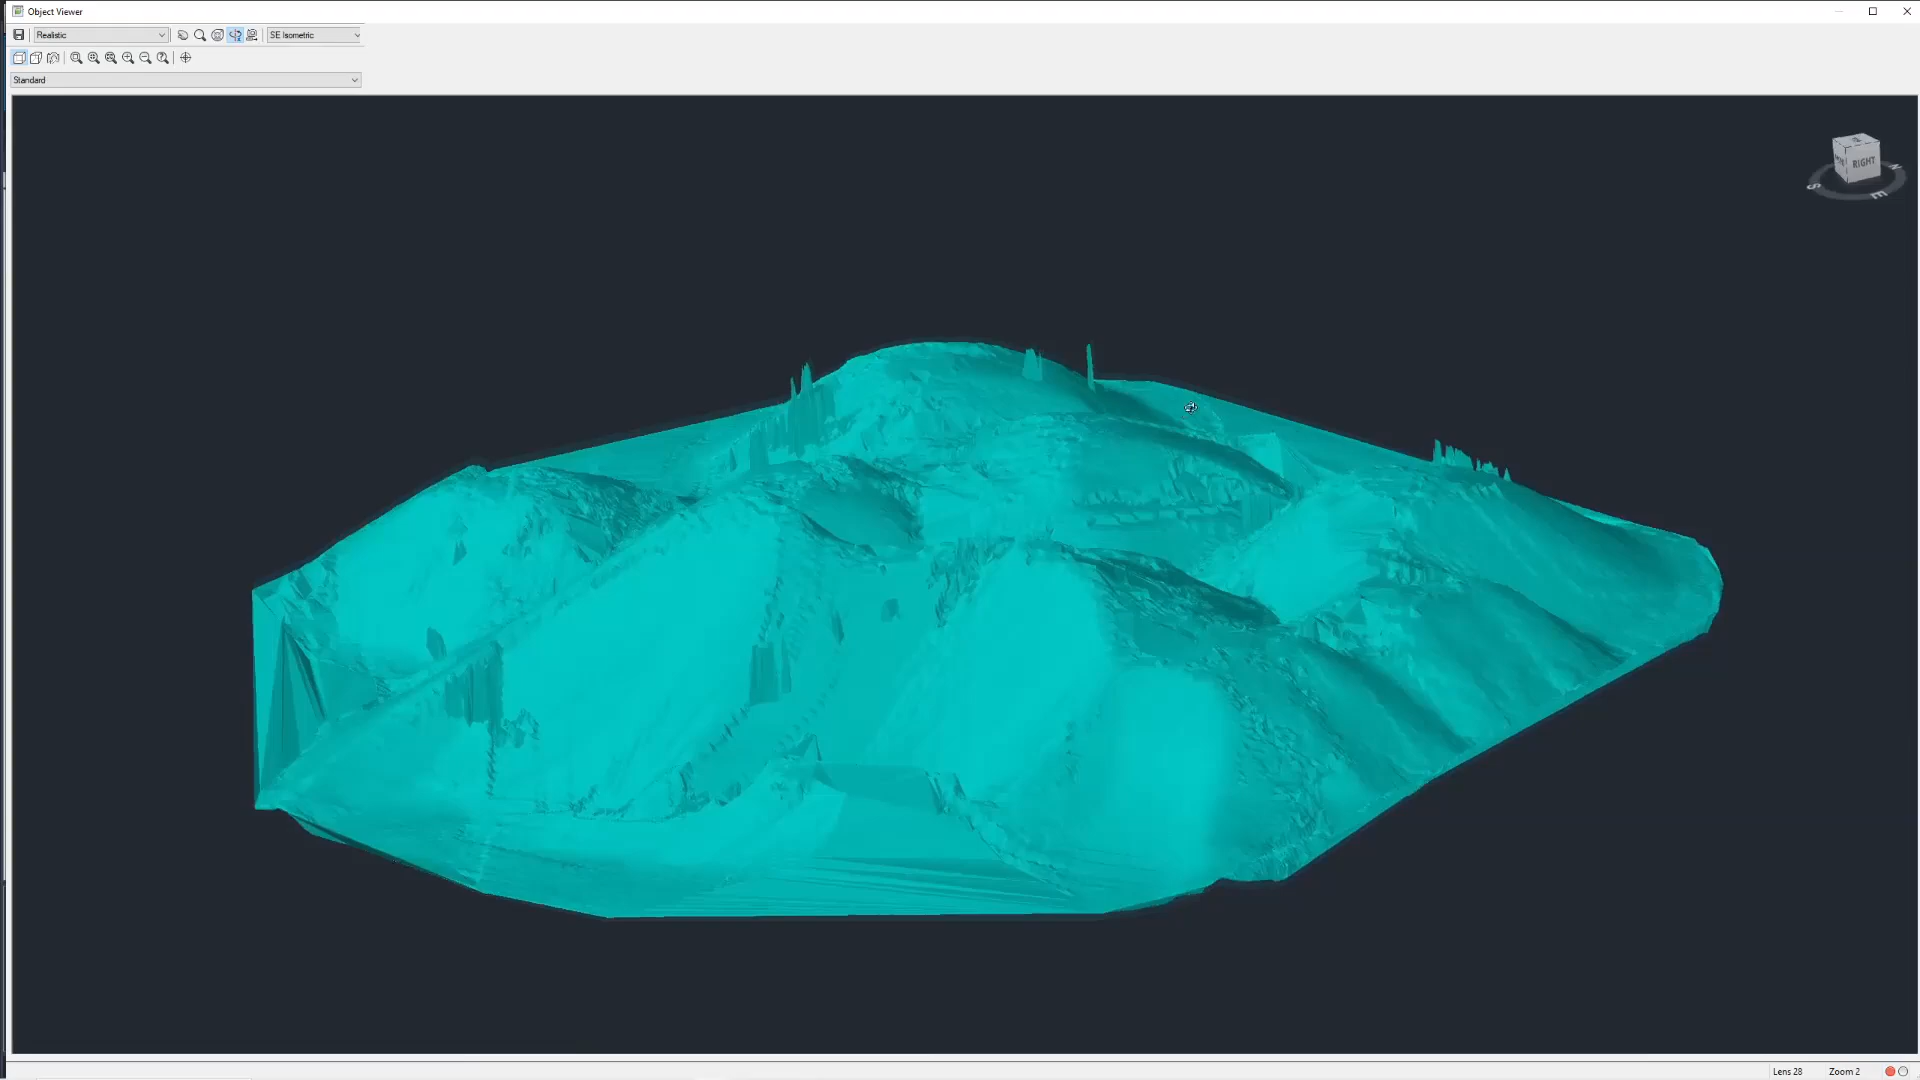 Object Viewer
Realistic
SE Isometric
Standard
RIGHT
N
S
E
Lens 28
Zoom 2